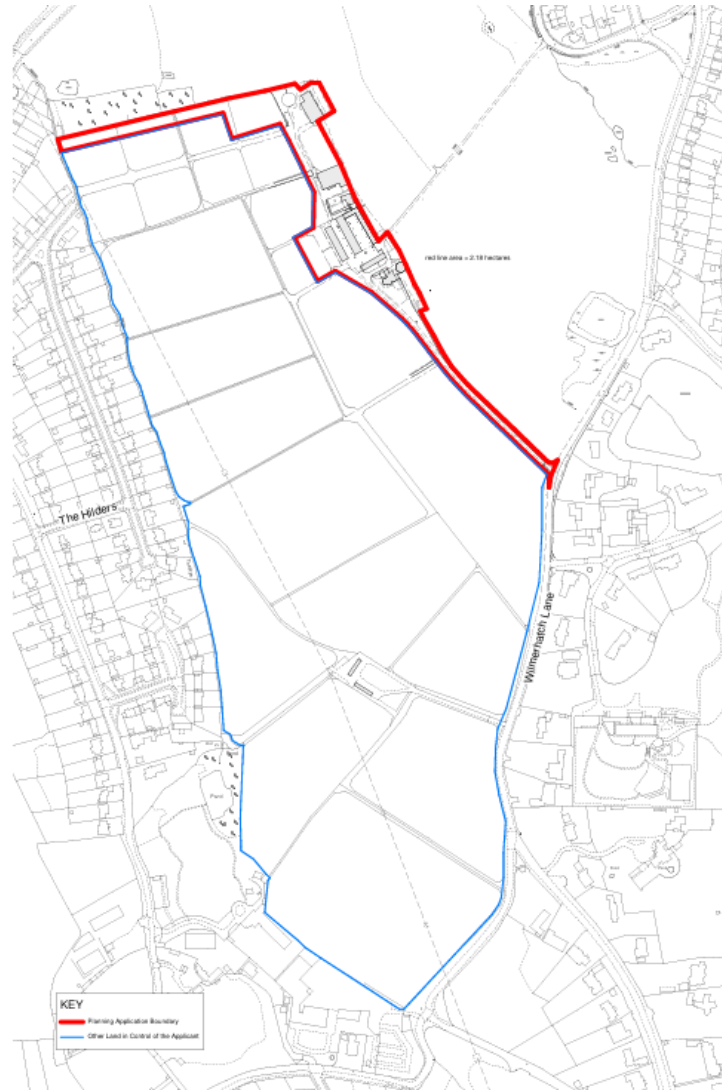 red line area = 2.18 hectares
The Hilders
Wilmerhatch Lane
Pond
KEY
Planning Application Boundary
Other Land in Control of the Applicant